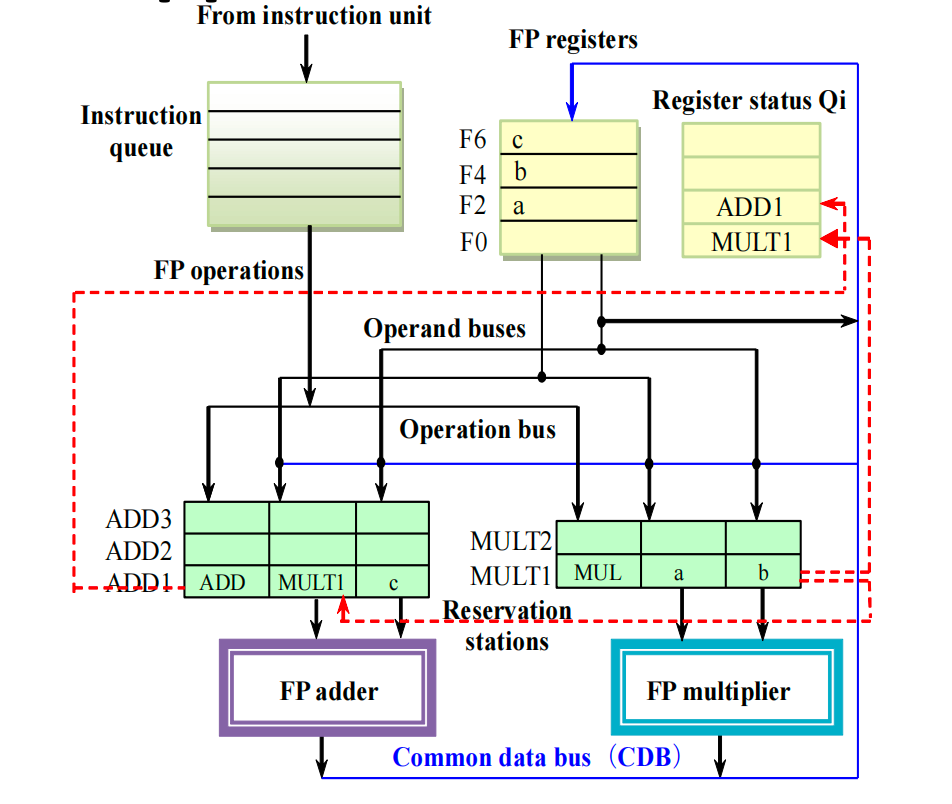 From instruction unit
FP registers
Instruction
queue
Register status Qi
F6 c
F4 b
F2 a
F0
ADD1
MULT1
FP operations
Operand buses
Operation bus
ADD3
ADD2
ADD1 ADD MULT1 c
MULT2
MULT1 MUL a b
Reservation
stations
FP adder
FP multiplier
Common data bus（CDB）